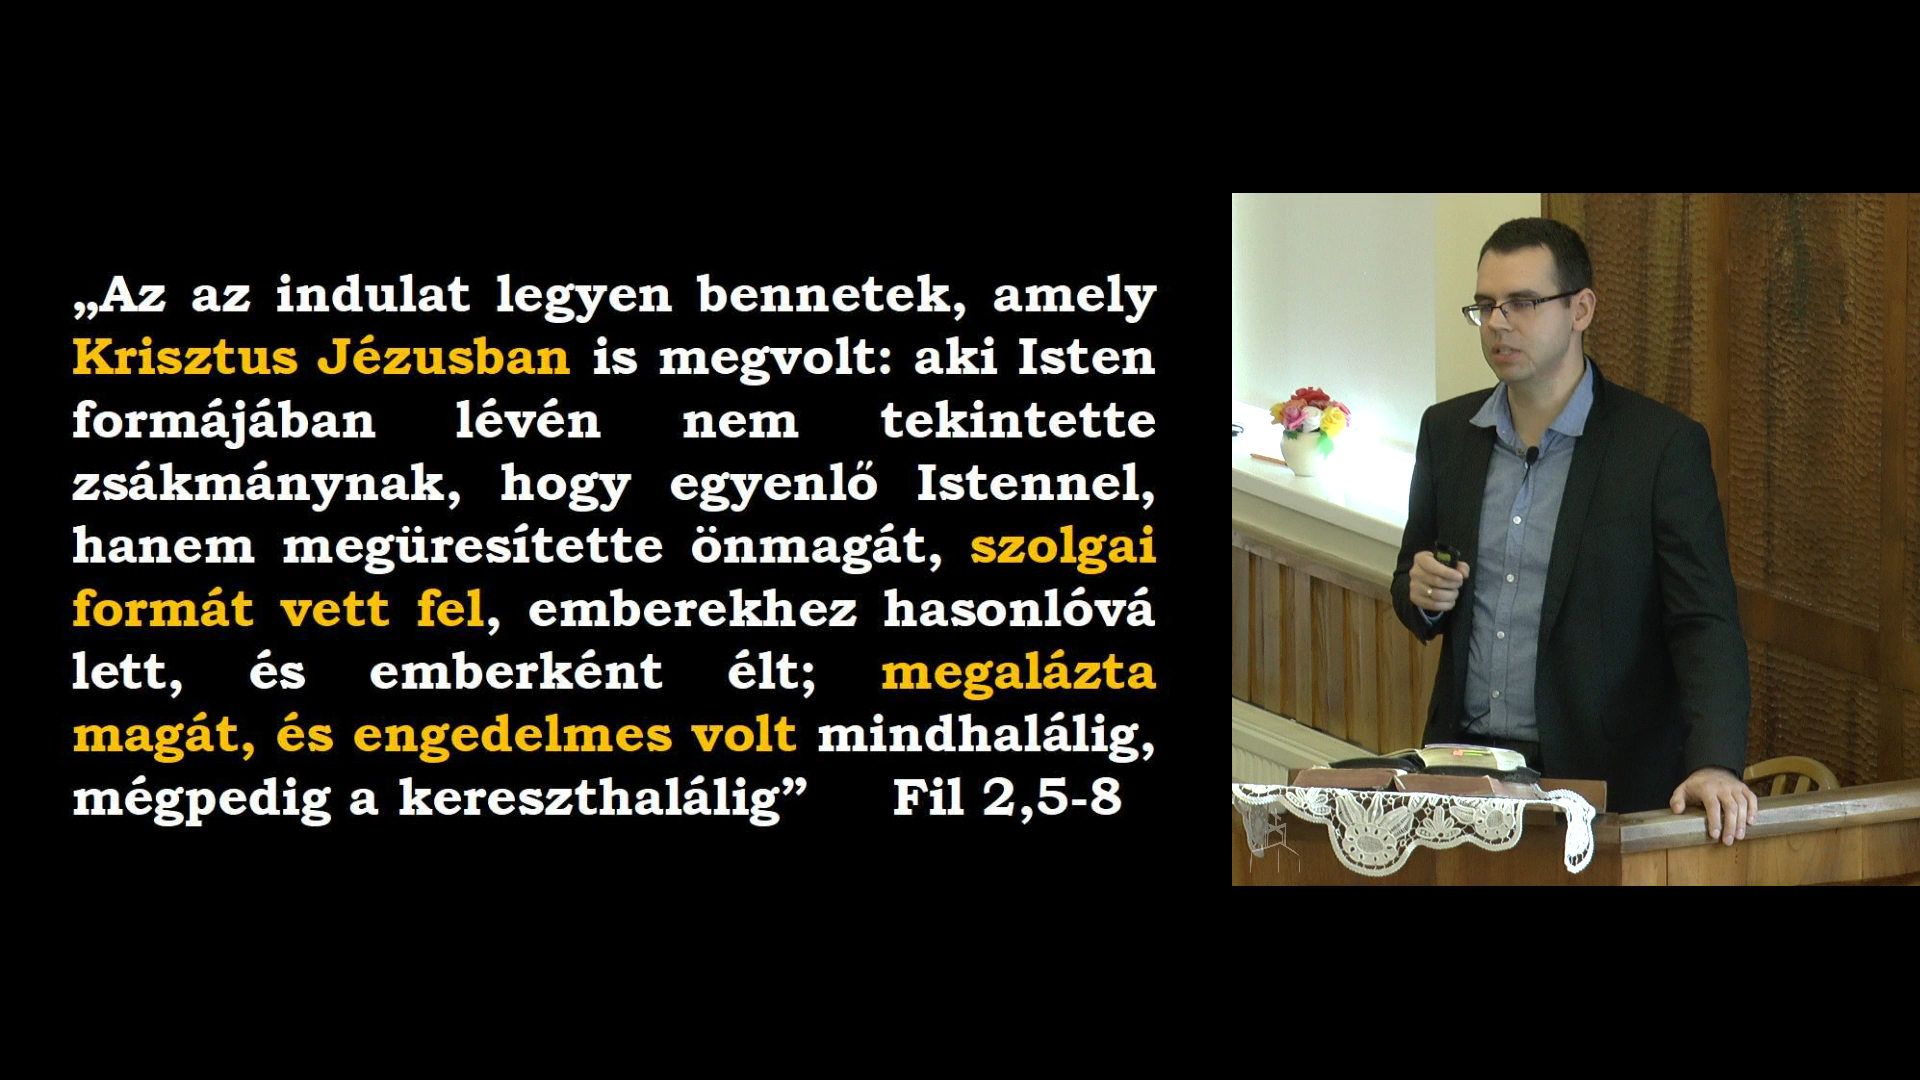 „Az az indulat legyen bennetek, amely
Krisztus Jézusban is megvolt: aki Isten
formájában lévén nem tekintette
zsákmánynak, hogy egyenlő Istennel,
hanem megüresítette önmagát, szolgai
formát vett fel, emberekhez hasonlóvá
lett, és emberként élt; megalázta
magát, és engedelmes volt mindhalálig,
mégpedig a kereszthalálig” Fil 2,5-8